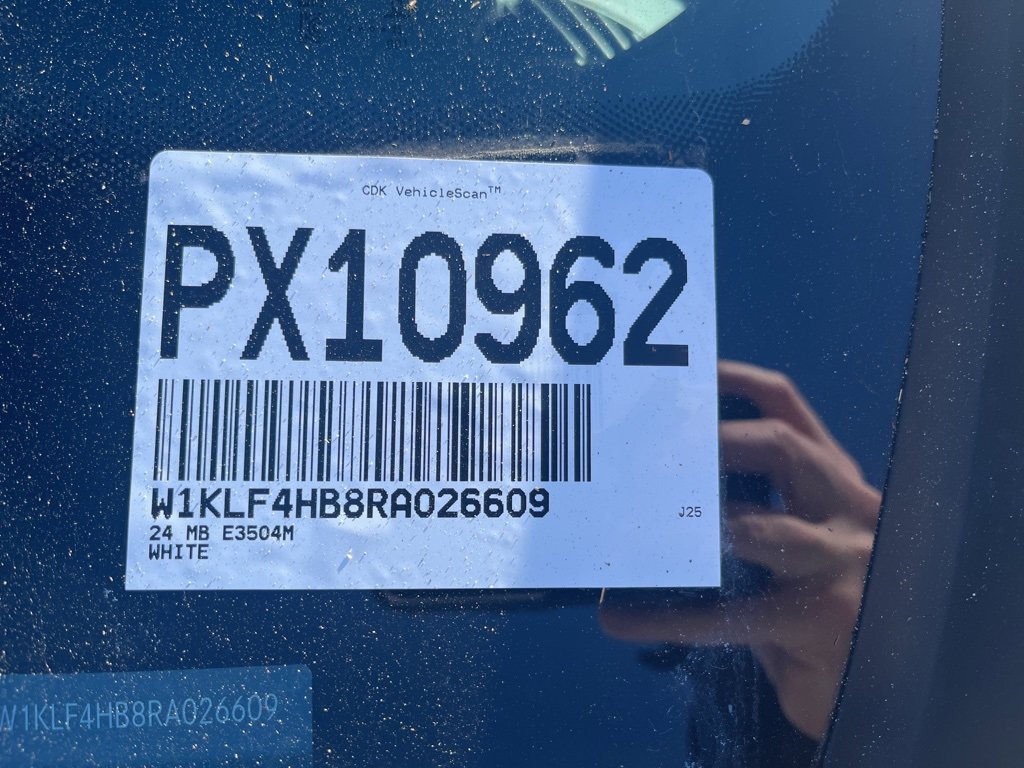 CDK VehicleScan™
PX10962
W1KLF4HB8RA026609
J25
24 MB E3504M
WHITE
W1KLF4HB8RA026609